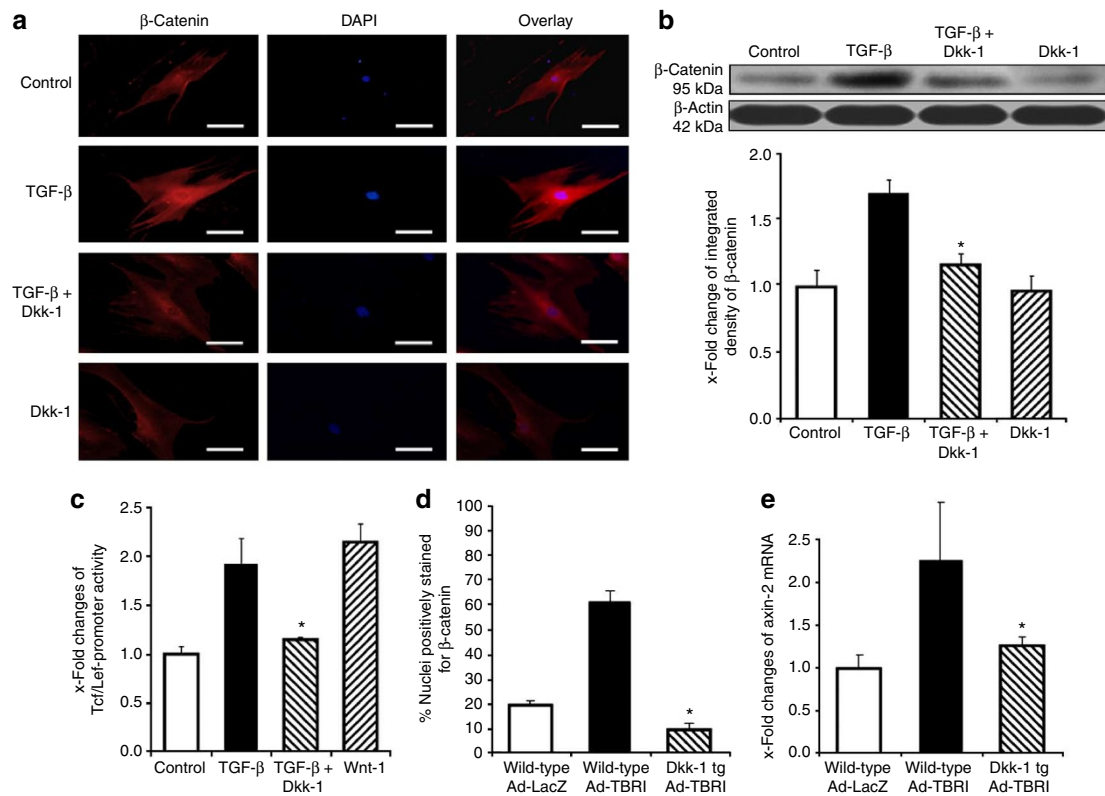 a
β-Catenin DAPI Overlay
Control
TGF-β
TGF-β +
Dkk-1
Dkk-1
b
Control TGF-β TGF-β + Dkk-1 Dkk-1
β-Catenin
95 kDa
β-Actin
42 kDa
x-Fold change of integrated
density of β-catenin
2.0
1.5
1.0
0.5
0.0
Control TGF-β TGF-β + Dkk-1 Dkk-1
*
c
x-Fold changes of
Tcf/Lef-promoter activity
2.5
2.0
1.5
1.0
0.5
0.0
*
Control TGF-β TGF-β + Dkk-1 Wnt-1
d
% Nuclei positively stained
for β-catenin
100
90
80
70
60
50
40
30
20
10
0
*
Wild-type Wild-type Dkk-1 tg
Ad-LacZ Ad-TBRI Ad-TBRI
e
x-Fold changes of axin-2 mRNA
2.5
2.0
1.5
1.0
0.5
0.0
*
Wild-type Wild-type Dkk-1 tg
Ad-LacZ Ad-TBRI Ad-TBRI